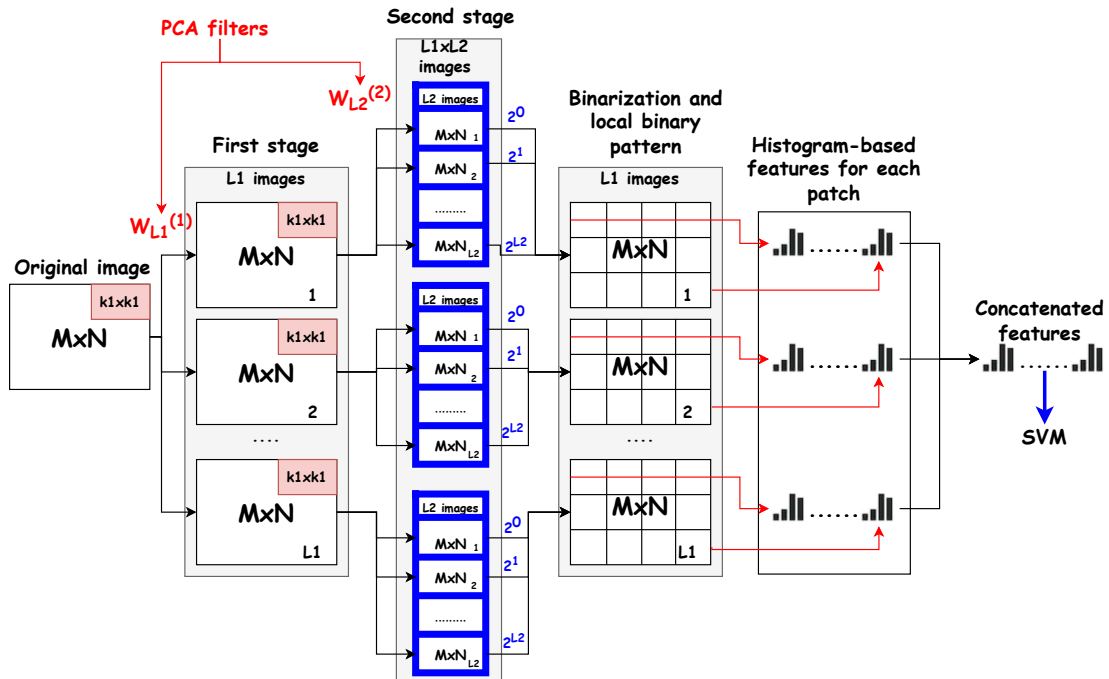 PCA filters
W_L1^(1)
W_L2^(2)
Original image
k1xk1
MxN
First stage
L1 images
k1xk1
MxN
1
k1xk1
MxN
2
....
k1xk1
MxN
L1
Second stage
L1xL2
images
L2 images
MxN 1
MxN 2
.........
MxN L2
2^0
2^1
2^L2
L2 images
MxN 1
MxN 2
.........
MxN L2
2^0
2^1
2^L2
L2 images
MxN 1
MxN 2
.........
MxN L2
2^0
2^1
2^L2
Binarization and
local binary
pattern
L1 images
MxN
1
MxN
2
....
MxN
L1
Histogram-based
features for each
patch
.......
.......
.......
Concatenated
features
......
SVM